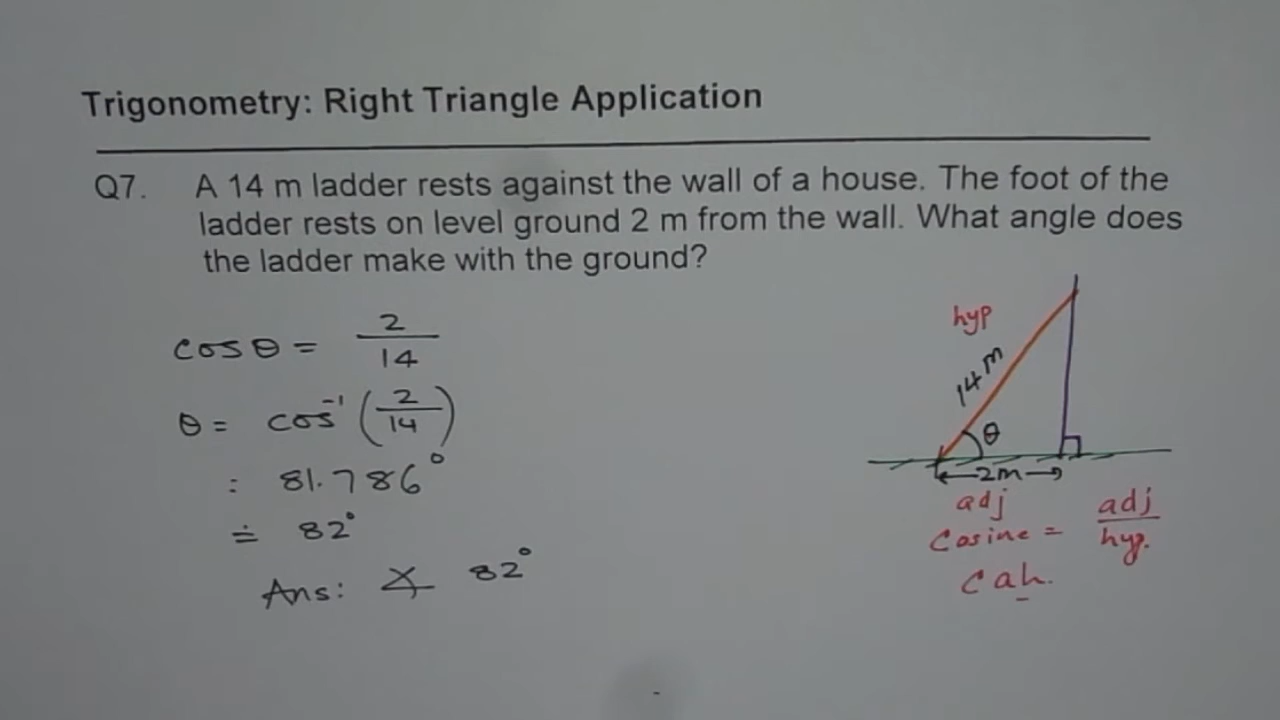 Trigonometry: Right Triangle Application
Q7. A 14 m ladder rests against the wall of a house. The foot of the
ladder rests on level ground 2 m from the wall. What angle does
the ladder make with the ground?
cos θ = 2/14
θ = cos⁻¹ (2/14)
: 81.786°
≐ 82°
Ans: ∡ 82°
hyp
14 m
θ
2m
adj
Cosine = adj/hyp.
Cah.